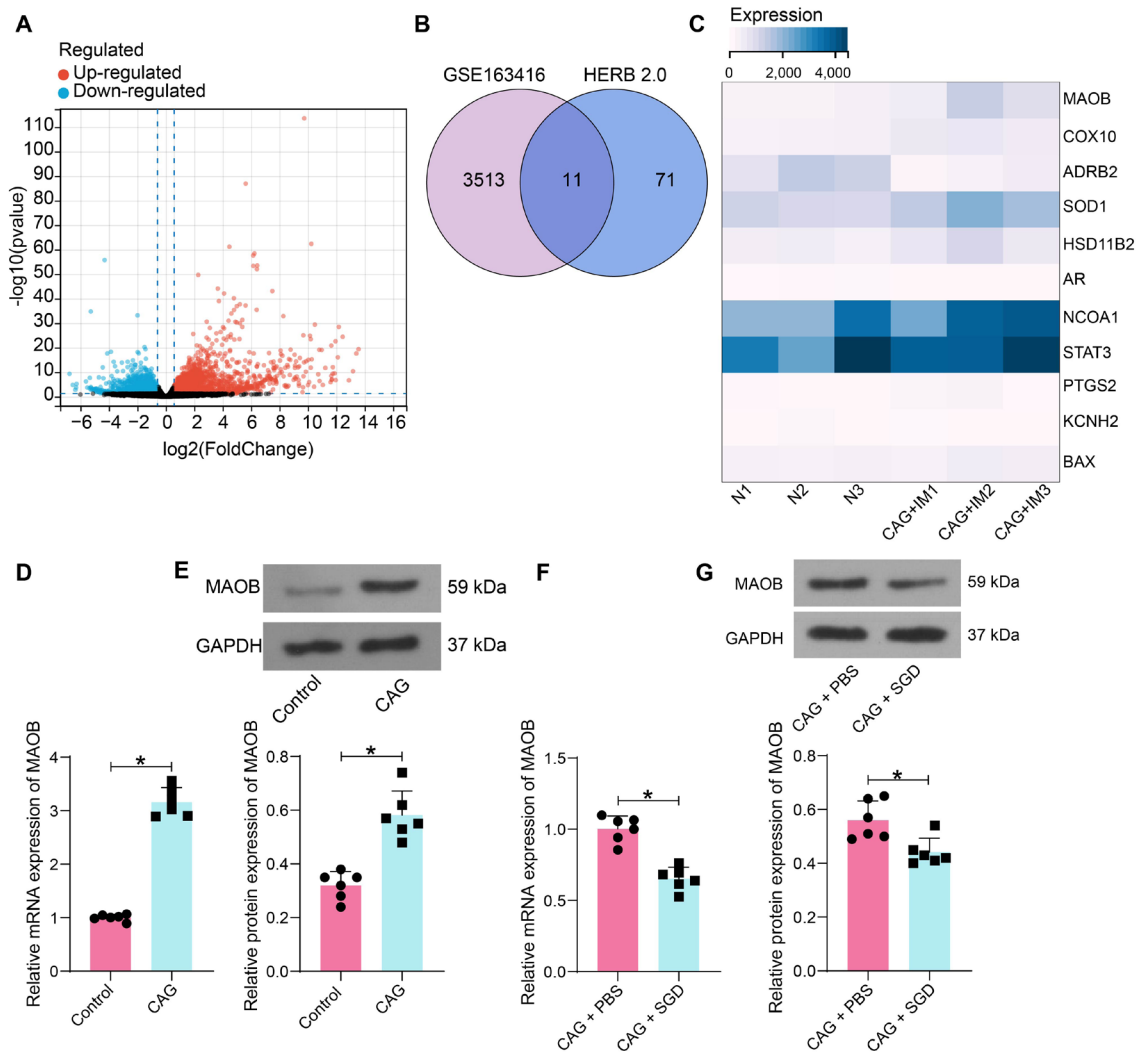 A
Regulated
Up-regulated
Down-regulated
-log10(pvalue)
110
100
90
80
70
60
50
40
30
20
10
0
−6 −4 −2 0 2 4 6 8 10 12 14 16
log2(FoldChange)
B
GSE163416 HERB 2.0
3513 11 71
C
Expression
0 2,000 4,000
MAOB
COX10
ADRB2
SOD1
HSD11B2
AR
NCOA1
STAT3
PTGS2
KCNH2
BAX
N1 N2 N3 CAG+IM1 CAG+IM2 CAG+IM3
D
Relative mRNA expression of MAOB
4
3
2
1
0
*
Control CAG
E
MAOB 59 kDa
GAPDH 37 kDa
Control CAG
Relative protein expression of MAOB
0.8
0.6
0.4
0.2
0.0
*
Control CAG
F
Relative mRNA expression of MAOB
1.5
1.0
0.5
0.0
*
CAG + PBS CAG + SGD
G
MAOB 59 kDa
GAPDH 37 kDa
CAG + PBS CAG + SGD
Relative protein expression of MAOB
0.8
0.6
0.4
0.2
0.0
*
CAG + PBS CAG + SGD